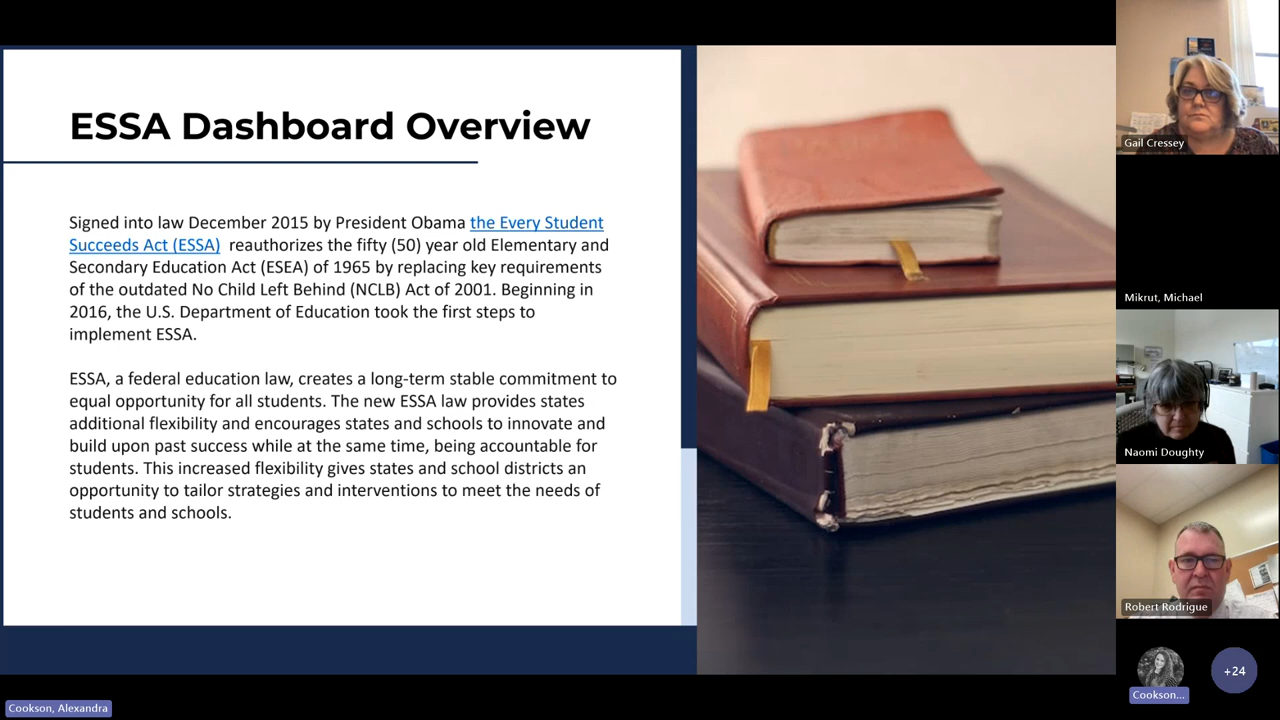 ESSA Dashboard Overview
Signed into law December 2015 by President Obama the Every Student
Succeeds Act (ESSA) reauthorizes the fifty (50) year old Elementary and
Secondary Education Act (ESEA) of 1965 by replacing key requirements
of the outdated No Child Left Behind (NCLB) Act of 2001. Beginning in
2016, the U.S. Department of Education took the first steps to
implement ESSA.
ESSA, a federal education law, creates a long-term stable commitment to
equal opportunity for all students. The new ESSA law provides states
additional flexibility and encourages states and schools to innovate and
build upon past success while at the same time, being accountable for
students. This increased flexibility gives states and school districts an
opportunity to tailor strategies and interventions to meet the needs of
students and schools.
Gail Cressey
Mikrut, Michael
Naomi Doughty
Robert Rodrigue
Cookson...
+24
Cookson, Alexandra